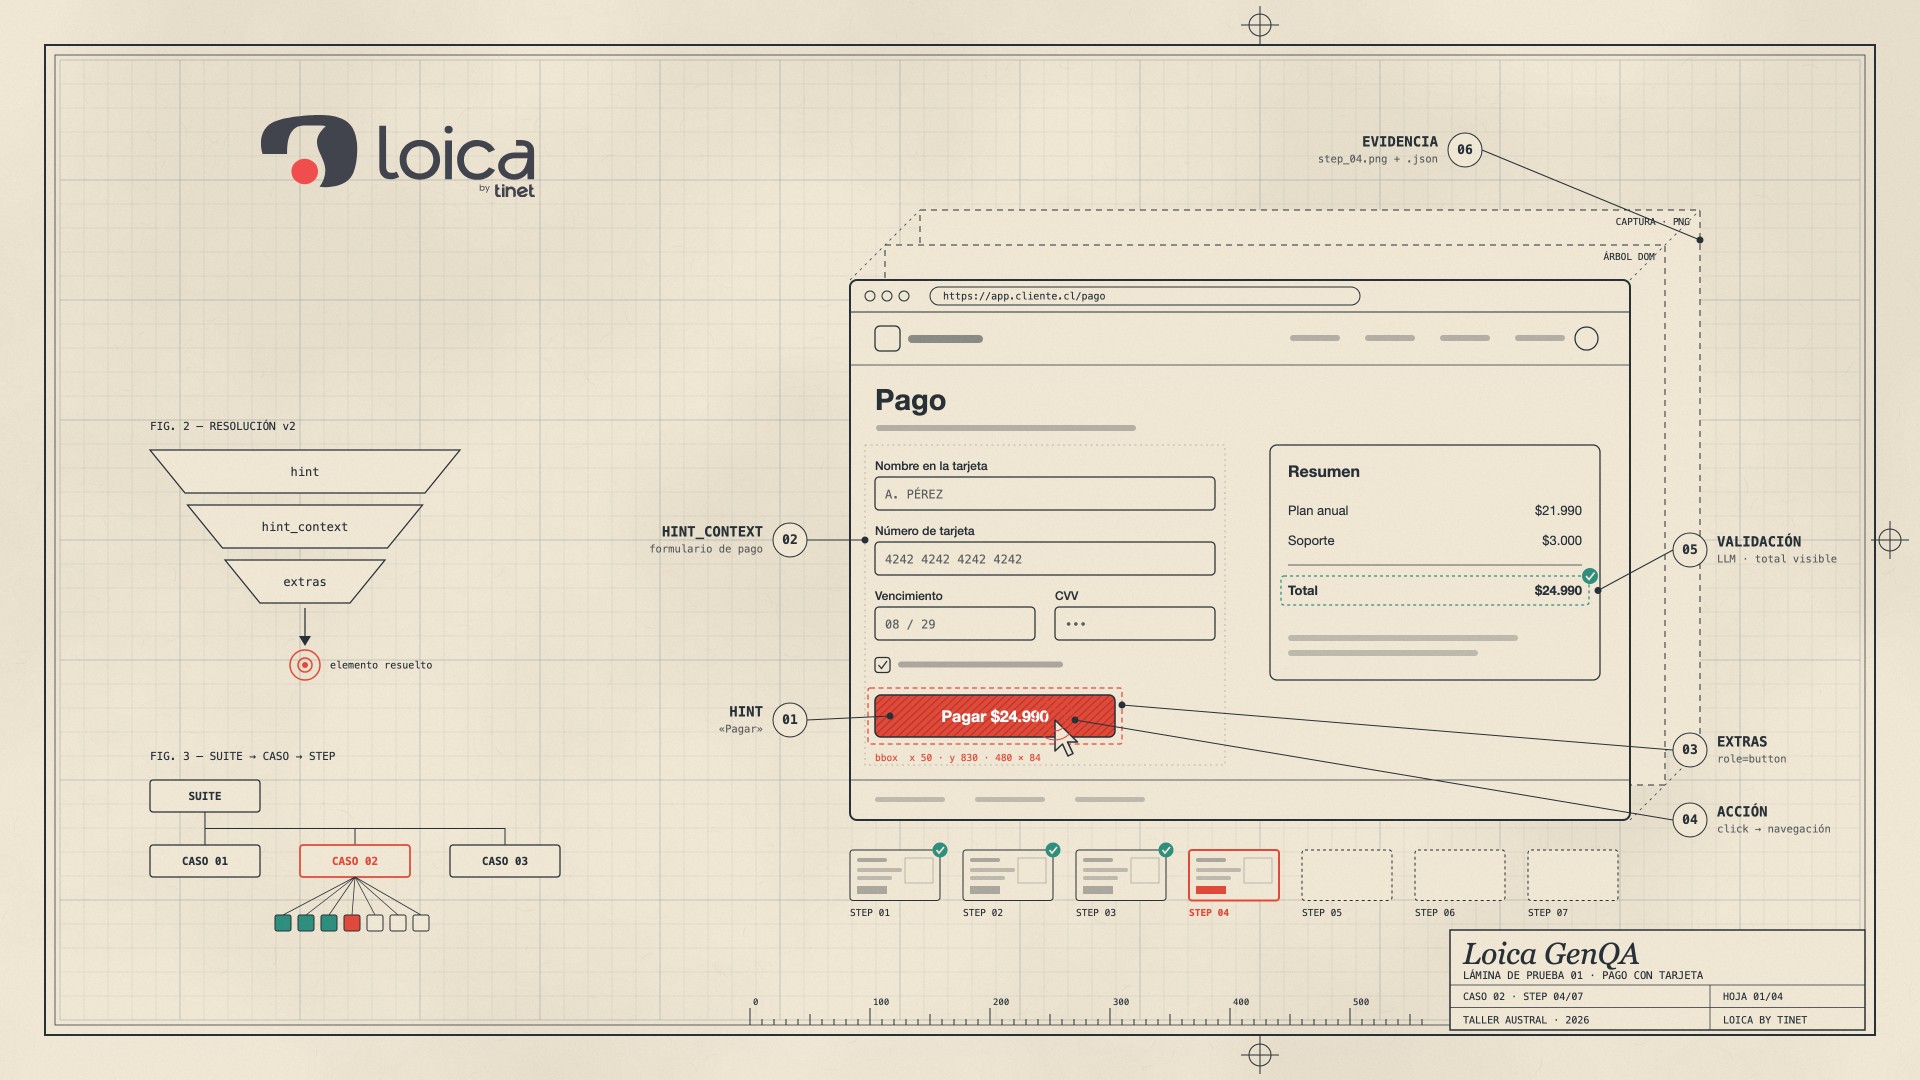 loica
by tinet
EVIDENCIA
step_04.png + .json
06
CAPTURA · PNG
ÁRBOL DOM
https://app.cliente.cl/pago
Pago
Nombre en la tarjeta
A. PÉREZ
Número de tarjeta
4242 4242 4242 4242
Vencimiento
08 / 29
CVV
•••
Pagar $24.990
bbox x 50 · y 830 · 480 × 84
Resumen
Plan anual $21.990
Soporte $3.000
Total $24.990
HINT_CONTEXT
formulario de pago
02
HINT
«Pagar»
01
05
VALIDACIÓN
LLM · total visible
03
EXTRAS
role=button
04
ACCIÓN
click → navegación
FIG. 2 — RESOLUCIÓN v2
hint
hint_context
extras
elemento resuelto
FIG. 3 — SUITE → CASO → STEP
SUITE
CASO 01 CASO 02 CASO 03
STEP 01 STEP 02 STEP 03 STEP 04 STEP 05 STEP 06 STEP 07
0 100 200 300 400 500
Loica GenQA
LÁMINA DE PRUEBA 01 · PAGO CON TARJETA
CASO 02 · STEP 04/07 HOJA 01/04
TALLER AUSTRAL · 2026 LOICA BY TINET